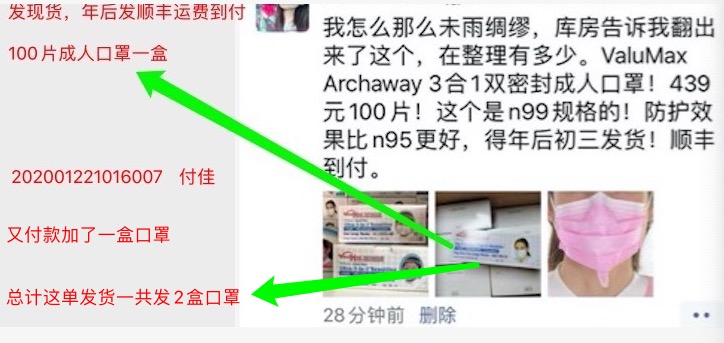 发现货，年后发顺丰运费到付
100片成人口罩一盒
202001221016007 付佳
又付款加了一盒口罩
总计这单发货一共发2盒口罩
我怎么那么未雨绸缪，库房告诉我翻出
来了这个，在整理有多少。ValuMax
Archaway 3合1双密封成人口罩！439
元100片！这个是n99规格的！防护效
果比n95更好，得年后初三发货！顺丰
到付。
28分钟前 删除